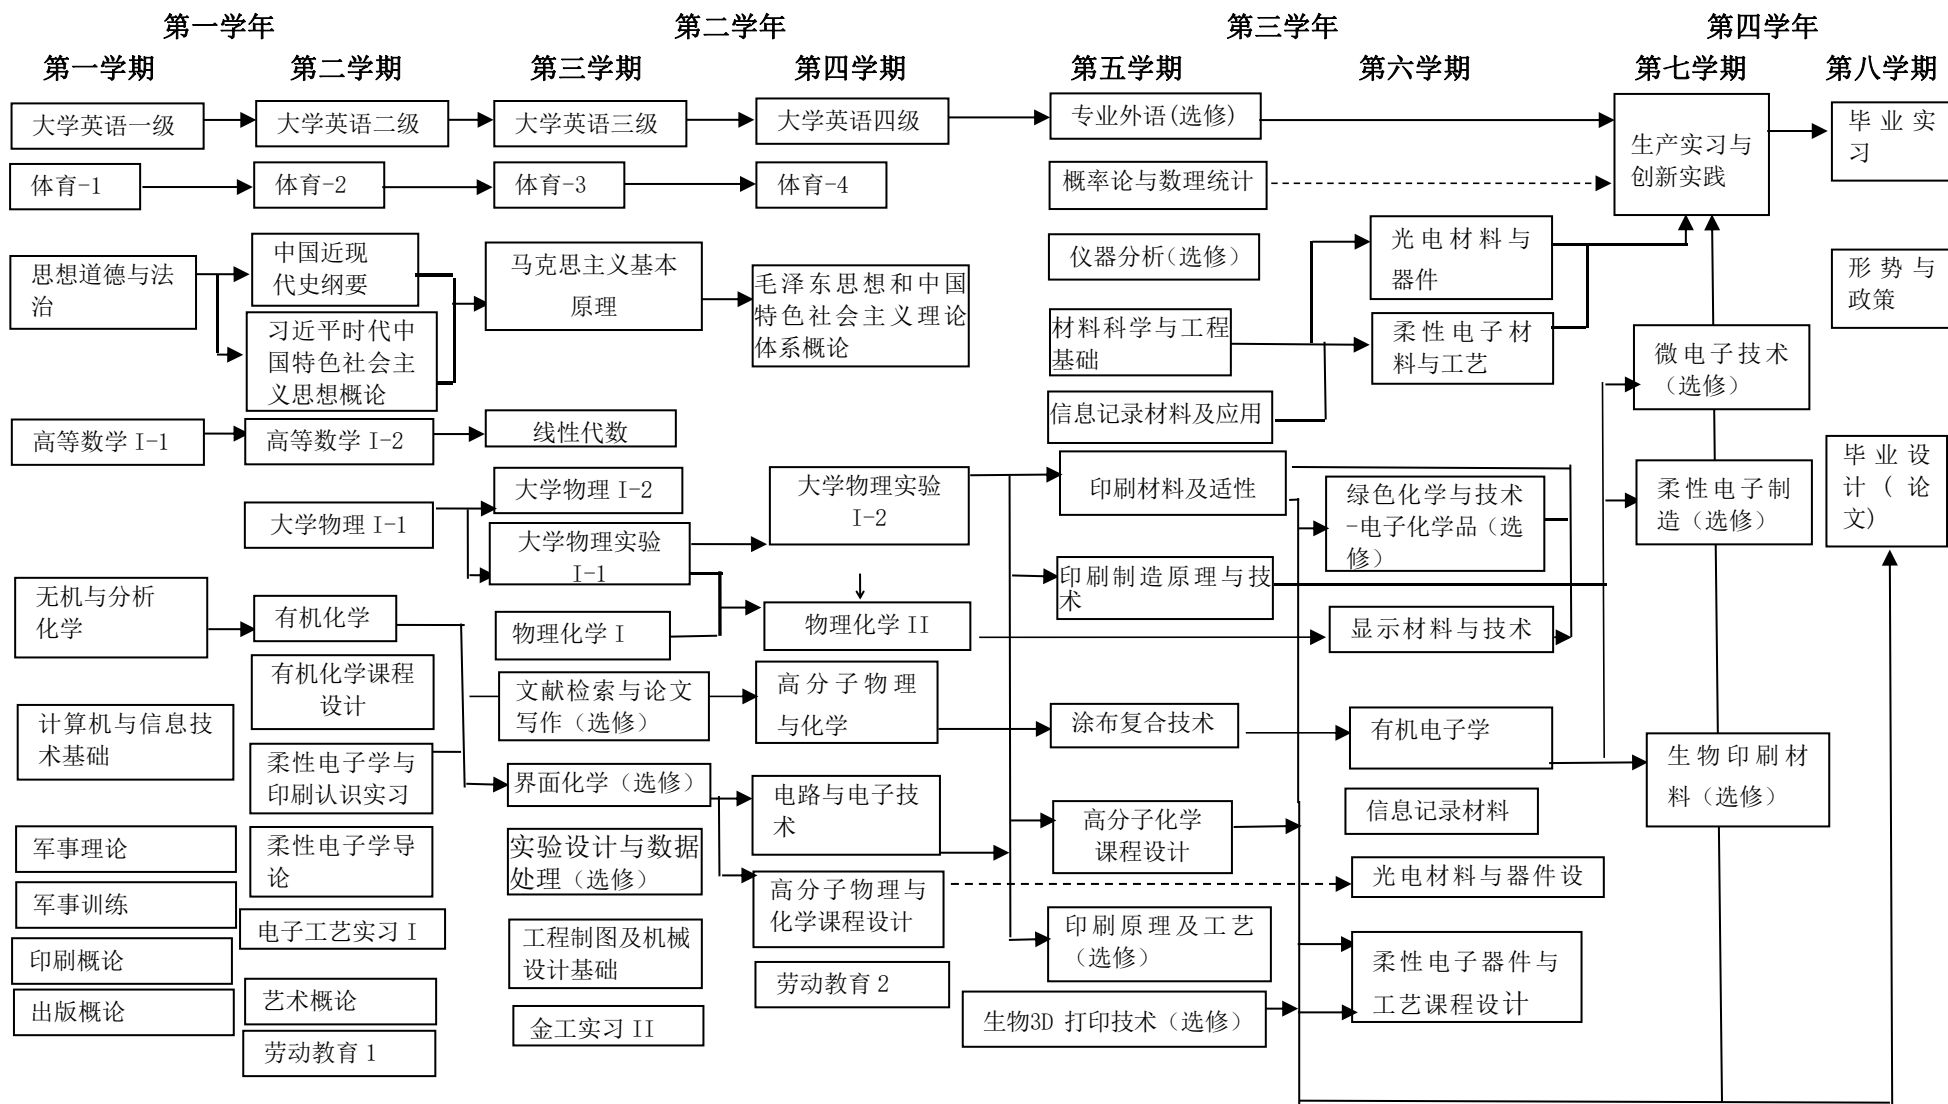 第一学年
第二学年
第三学年
第四学年
第一学期
第二学期
第三学期
第四学期
第五学期
第六学期
第七学期
第八学期
大学英语一级
体育-1
思想道德与法
治
高等数学 I-1
无机与分析
化学
计算机与信息技
术基础
军事理论
军事训练
印刷概论
出版概论
大学英语二级
体育-2
中国近现
代史纲要
习近平时代中
国特色社会主
义思想概论
高等数学 I-2
大学物理 I-1
有机化学
有机化学课程
设计
柔性电子学与
印刷认识实习
柔性电子学导
论
电子工艺实习 I
艺术概论
劳动教育 1
大学英语三级
体育-3
马克思主义基本
原理
线性代数
大学物理 I-2
大学物理实验
I-1
物理化学 I
文献检索与论文
写作（选修）
界面化学（选修）
实验设计与数据
处理（选修）
工程制图及机械
设计基础
金工实习 II
大学英语四级
体育-4
毛泽东思想和中国
特色社会主义理论
体系概论
大学物理实验
I-2
物理化学 II
高分子物理
与化学
电路与电子技
术
高分子物理与
化学课程设计
劳动教育 2
专业外语(选修)
概率论与数理统计
仪器分析（选修）
材料科学与工程
基础
信息记录材料及应用
印刷材料及适性
印刷制造原理与技
术
涂布复合技术
高分子化学
课程设计
印刷原理及工艺
（选修）
生物3D 打印技术（选修）
光电材料与
器件
柔性电子材
料与工艺
绿色化学与技术
-电子化学品（选
修）
显示材料与技术
有机电子学
信息记录材料
光电材料与器件设
柔性电子器件与
工艺课程设计
生产实习与
创新实践
微电子技术
（选修）
柔性电子制
造（选修）
生物印刷材
料（选修）
毕业实
习
形势与
政策
毕业设
计（论
文)